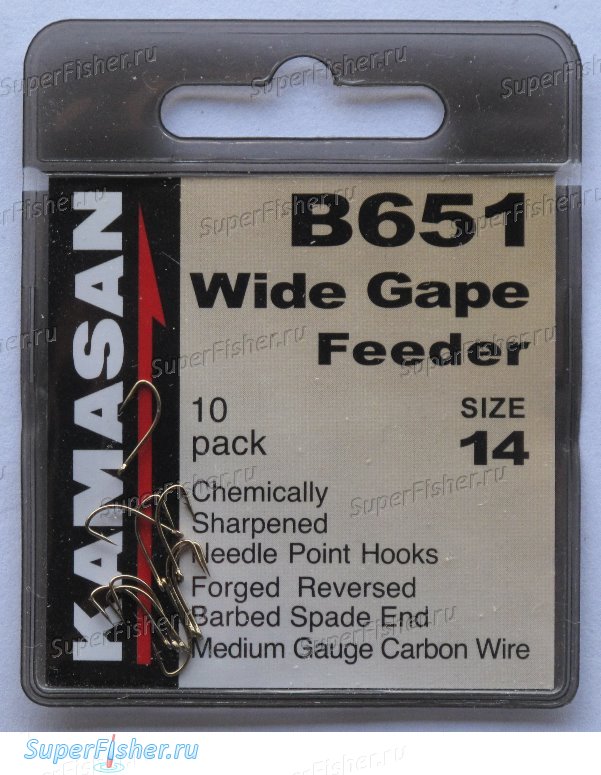 KAMASAN
B651
Wide Gape
Feeder
10
pack
SIZE
14
Chemically
Sharpened
Needle Point Hooks
Forged Reversed
Barbed Spade End
Medium Gauge Carbon Wire
SuperFisher.ru